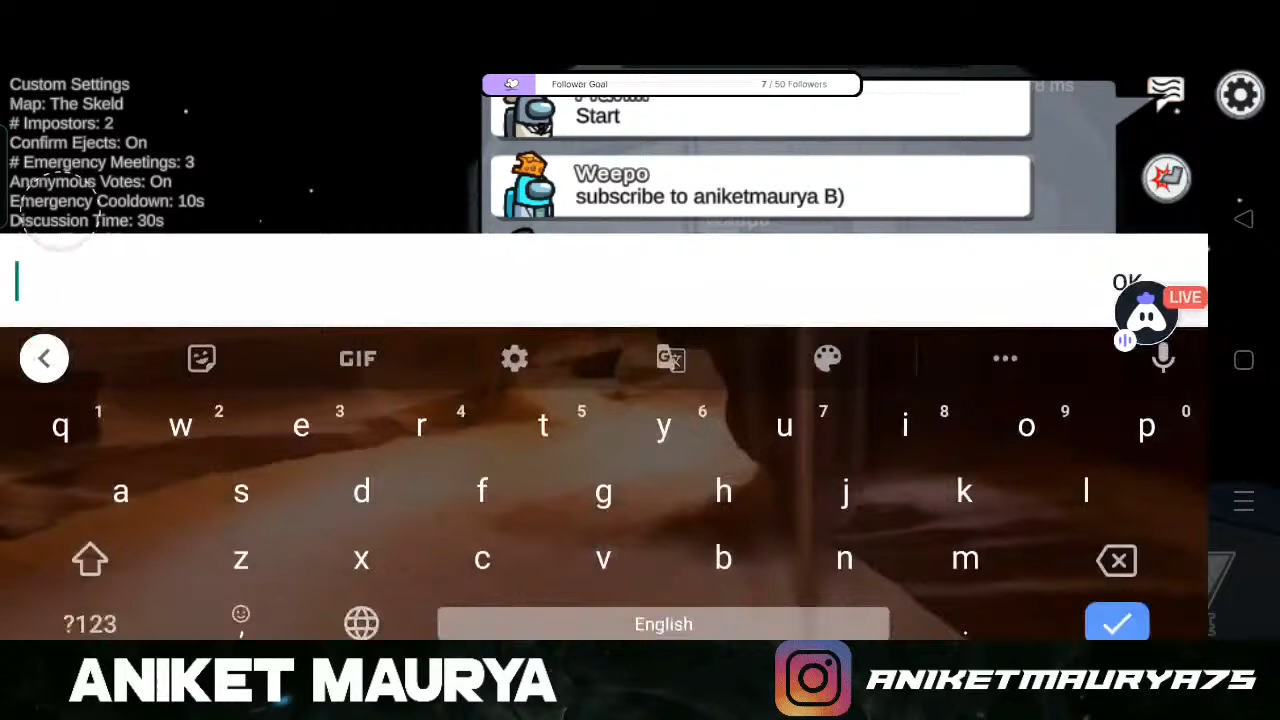 Custom Settings
Map: The Skeld
# Impostors: 2
Confirm Ejects: On
# Emergency Meetings: 3
Anonymous Votes: On
Emergency Cooldown: 10s
Discussion Time: 30s
Follower Goal
7 / 50 Followers
ms
Start
Weepo
subscribe to aniketmaurya B)
OK
LIVE
GIF
q 1 w 2 e 3 r 4 t 5 y 6 u 7 i 8 o 9 p 0
a s d f g h j k l
z x c v b n m
?123 , English .
ANIKET MAURYA
ANIKETMAURYA75